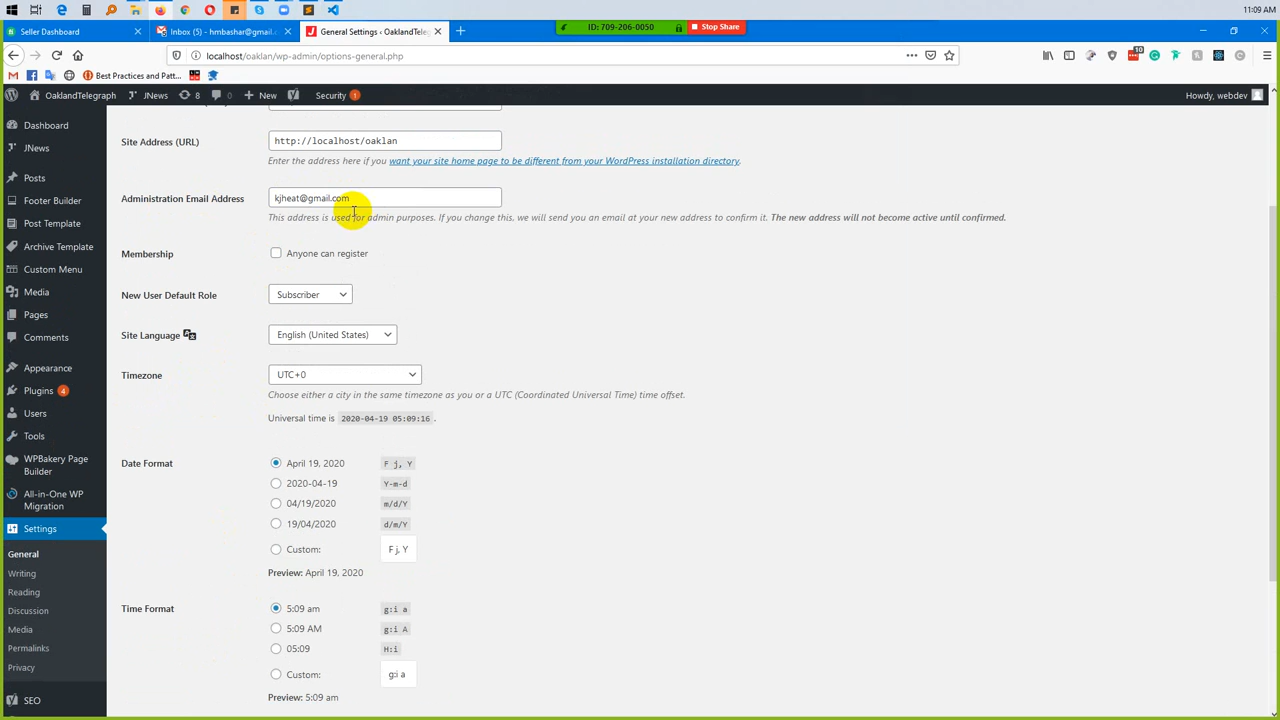 11:09 AM
Seller Dashboard
Inbox (5) - hmbashar@gmail.c
General Settings ‹ OaklandTeleg
ID: 709-206-0050
Stop Share
localhost/oaklan/wp-admin/options-general.php
Best Practices and Patt...
10
OaklandTelegraph
JNews
8
0
New
Security 1
Howdy, webdev
Dashboard
JNews
Posts
Footer Builder
Post Template
Archive Template
Custom Menu
Media
Pages
Comments
Appearance
Plugins 4
Users
Tools
WPBakery Page
Builder
All-in-One WP
Migration
Settings
General
Writing
Reading
Discussion
Media
Permalinks
Privacy
SEO
Site Address (URL)
http://localhost/oaklan
Enter the address here if you want your site home page to be different from your WordPress installation directory.
Administration Email Address
kjheat@gmail.com
This address is used for admin purposes. If you change this, we will send you an email at your new address to confirm it. The new address will not become active until confirmed.
Membership
Anyone can register
New User Default Role
Subscriber
Site Language
English (United States)
Timezone
UTC+0
Choose either a city in the same timezone as you or a UTC (Coordinated Universal Time) time offset.
Universal time is 2020-04-19 05:09:16 .
Date Format
April 19, 2020 F j, Y
2020-04-19 Y-m-d
04/19/2020 m/d/Y
19/04/2020 d/m/Y
Custom: F j, Y
Preview: April 19, 2020
Time Format
5:09 am g:i a
5:09 AM g:i A
05:09 H:i
Custom: g:i a
Preview: 5:09 am